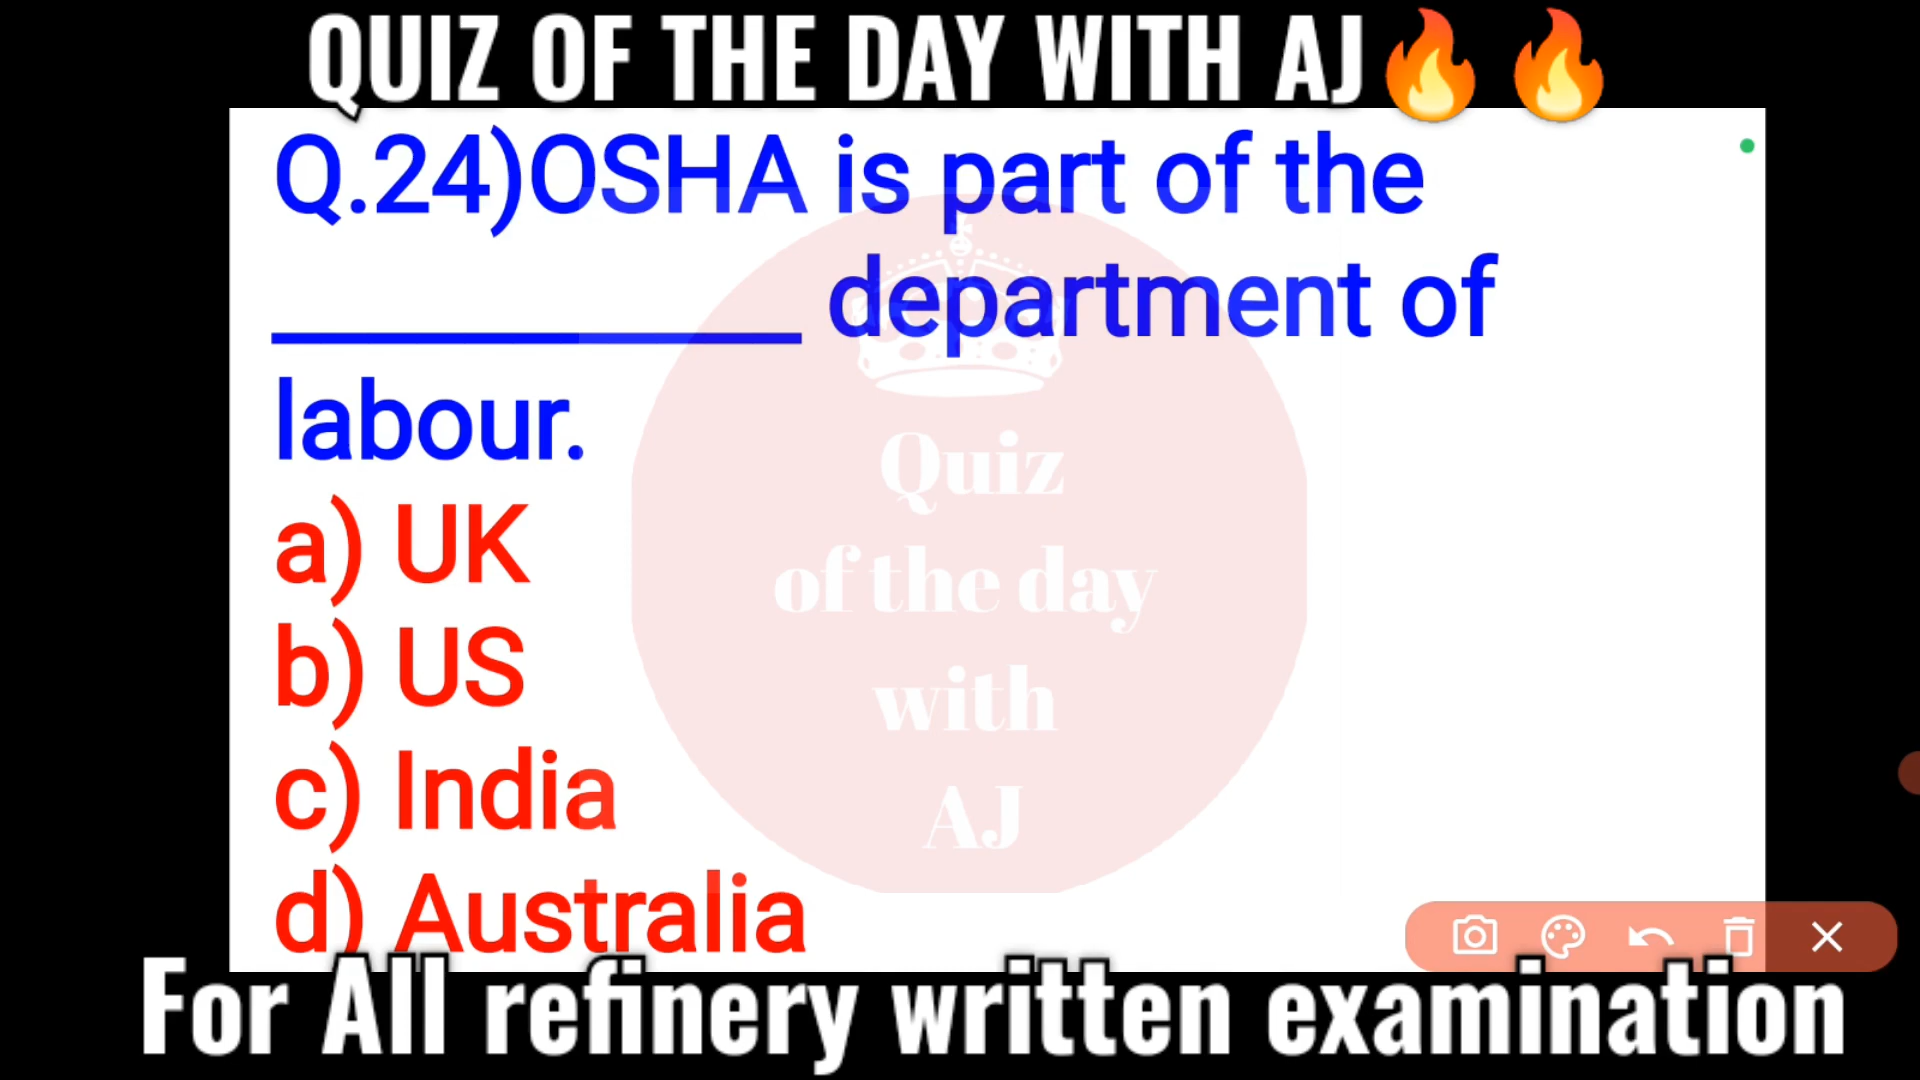 QUIZ OF THE DAY WITH AJ🔥 🔥
Q.24)OSHA is part of the
____________ department of
labour.
a) UK
b) US
c) India
d) Australia
Quiz
of the day
with
AJ
For All refinery written examination